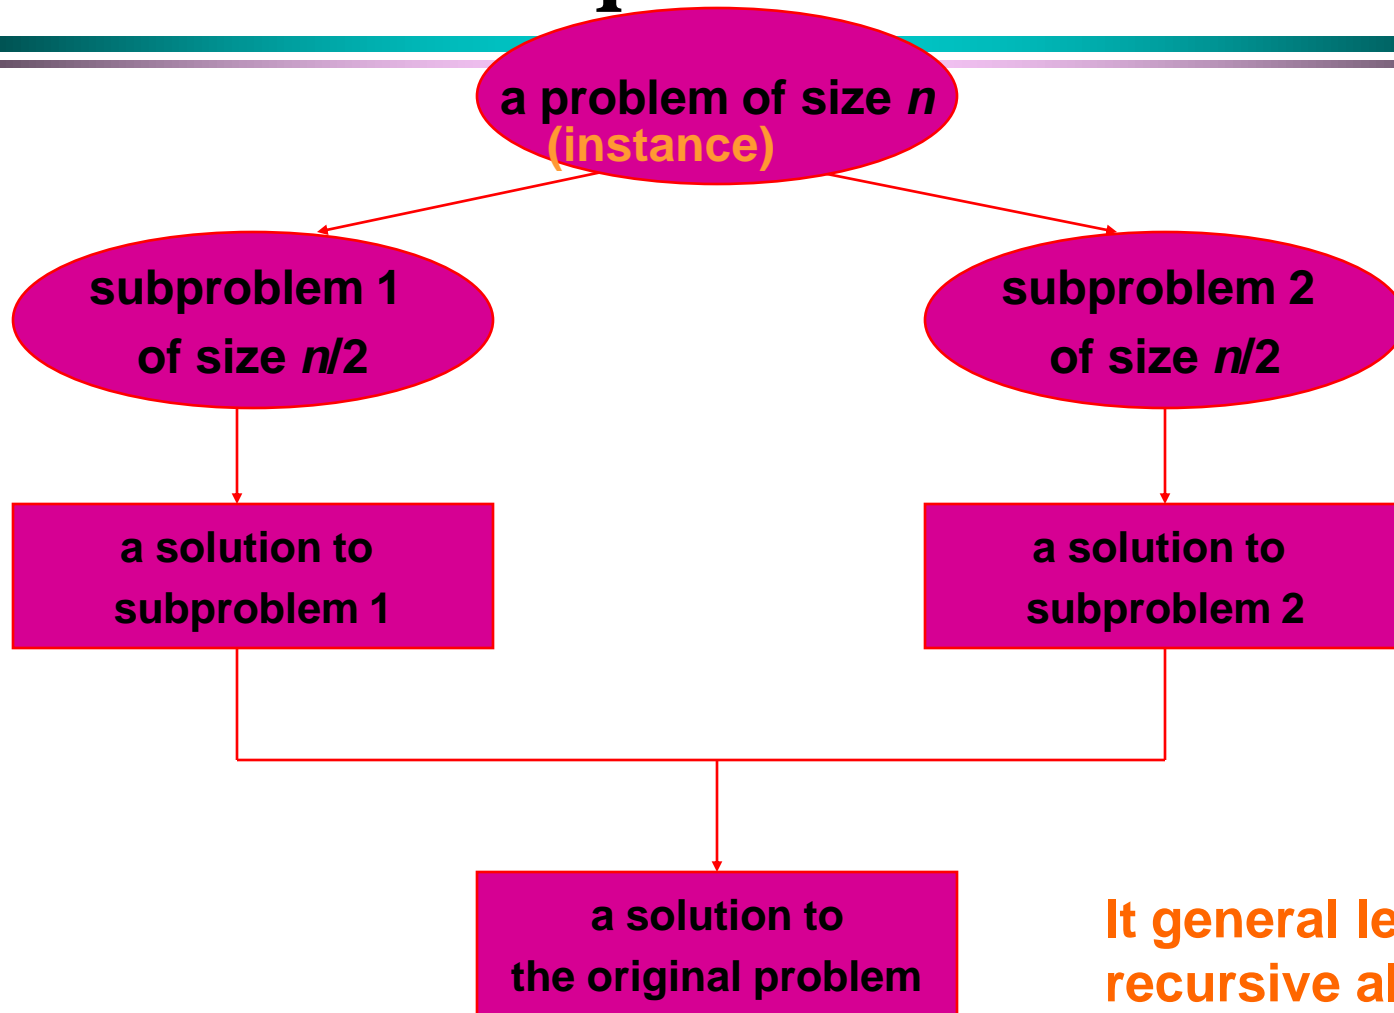 a problem of size n
(instance)
subproblem 1
of size n/2
subproblem 2
of size n/2
a solution to
subproblem 1
a solution to
subproblem 2
a solution to
the original problem
It general
recursive